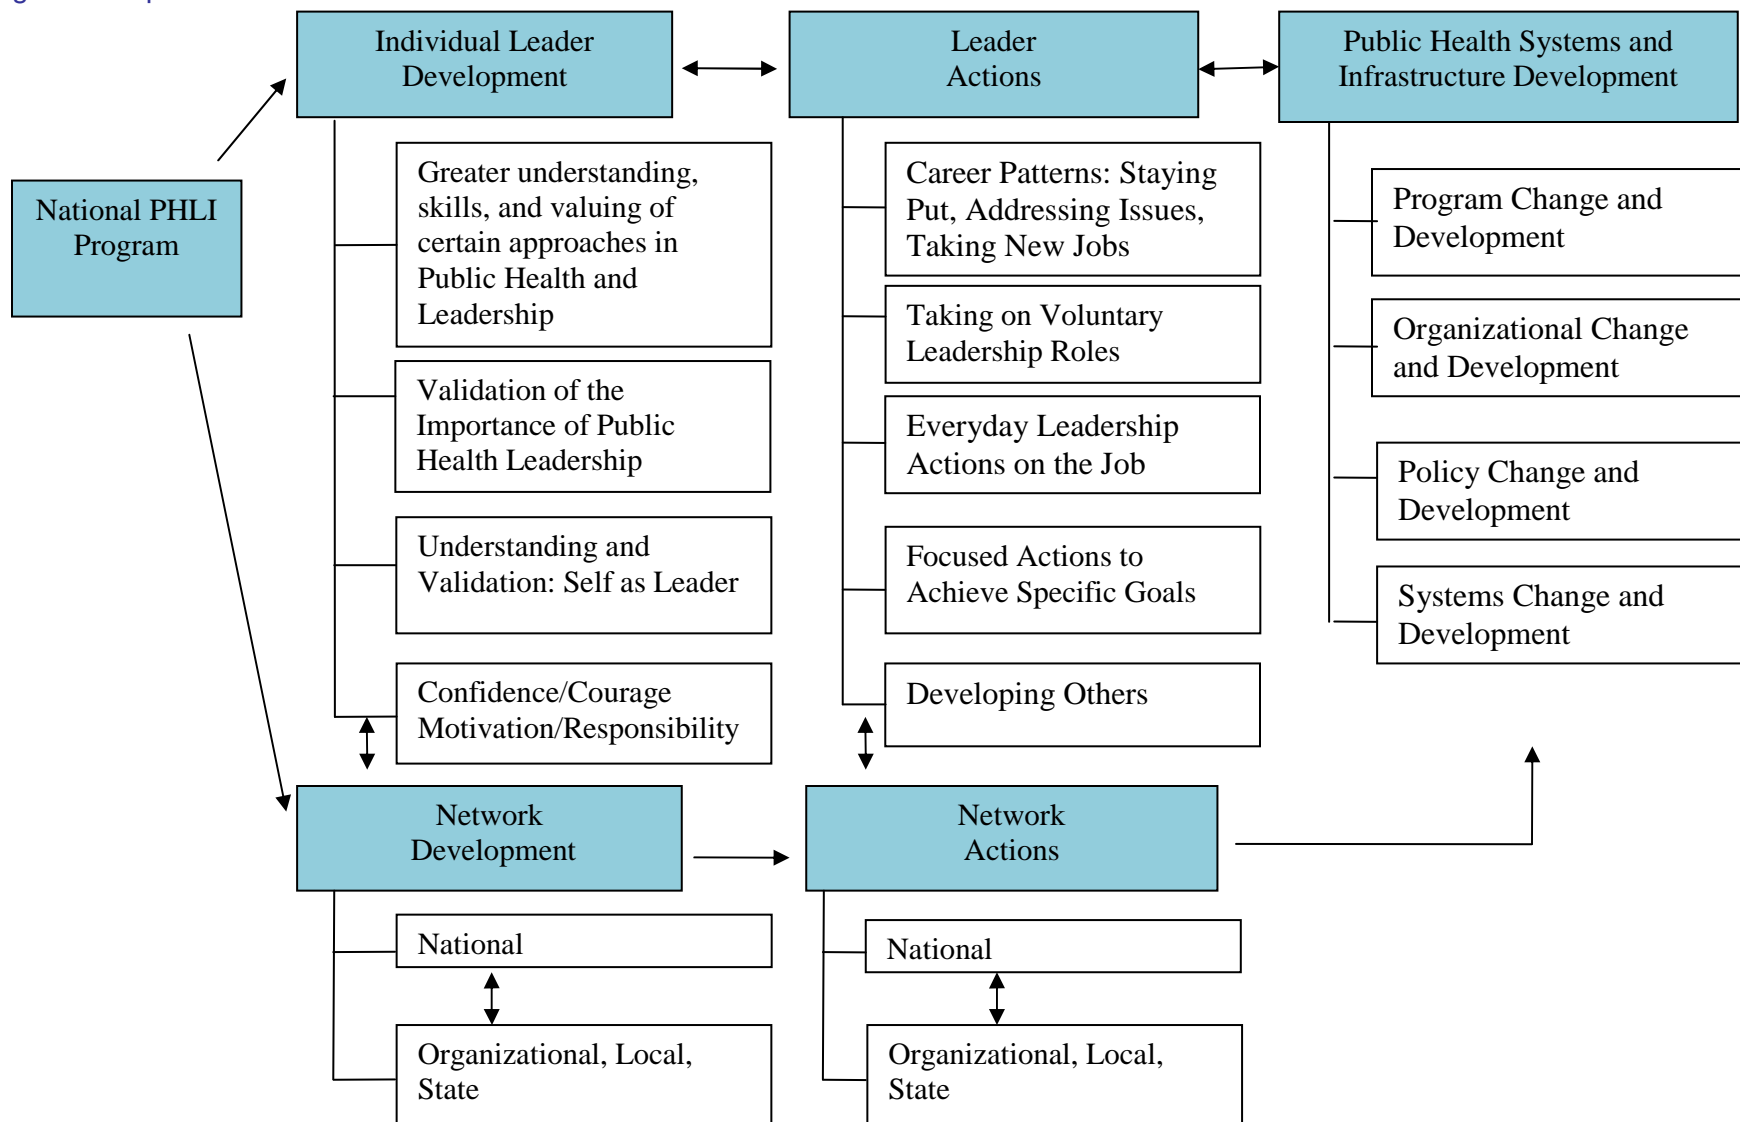 Individual Leader
Development
Leader
Actions
Public Health Systems and
Infrastructure Development
National PHLI
Program
Greater understanding,
skills, and valuing of
certain approaches in
Public Health and
Leadership
Validation of the
Importance of Public
Health Leadership
Understanding and
Validation: Self as Leader
Confidence/Courage
Motivation/Responsibility
Career Patterns: Staying
Put, Addressing Issues,
Taking New Jobs
Taking on Voluntary
Leadership Roles
Everyday Leadership
Actions on the Job
Focused Actions to
Achieve Specific Goals
Developing Others
Program Change and
Development
Organizational Change
and Development
Policy Change and
Development
Systems Change and
Development
Network
Development
Network
Actions
National
Organizational, Local,
State
National
Organizational, Local,
State